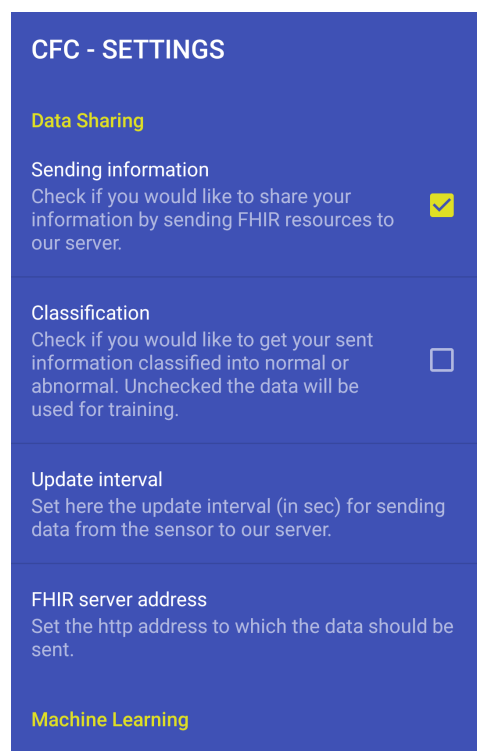 CFC - SETTINGS
Data Sharing
Sending information
Check if you would like to share your
information by sending FHIR resources to
our server.
Classification
Check if you would like to get your sent
information classified into normal or
abnormal. Unchecked the data will be
used for training.
Update interval
Set here the update interval (in sec) for sending
data from the sensor to our server.
FHIR server address
Set the http address to which the data should be
sent.
Machine Learning